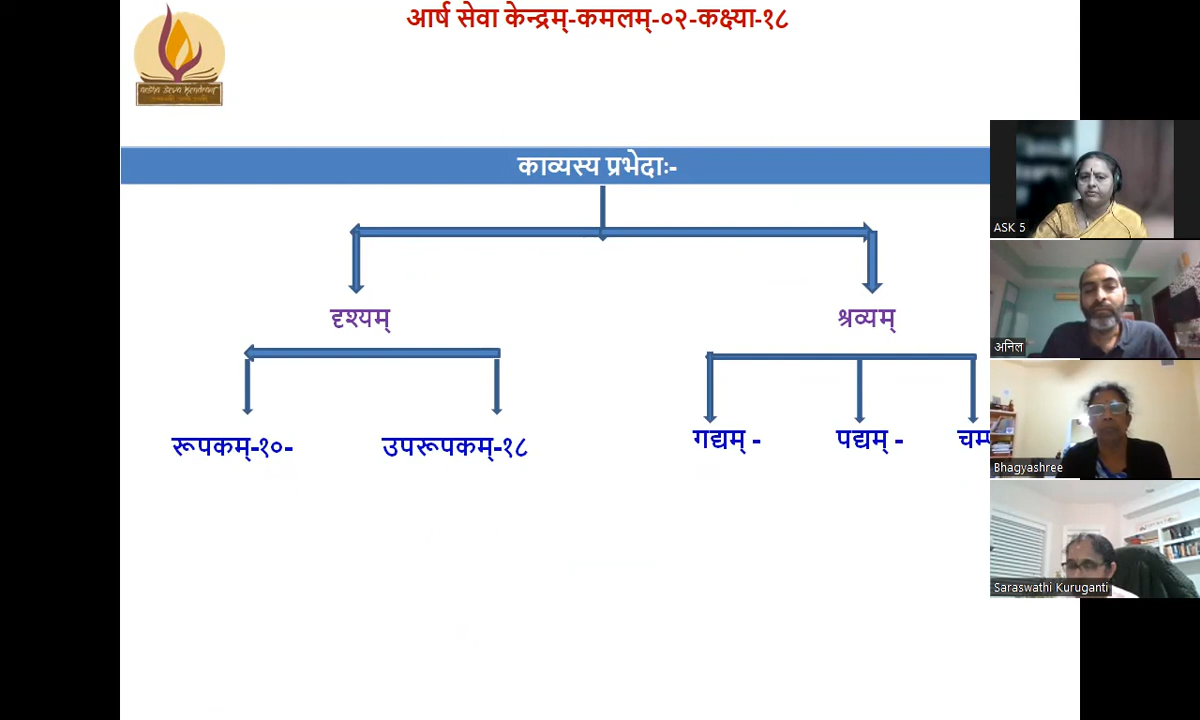 आर्ष सेवा केन्द्रम्-कमलम्-०२-कक्ष्या-१८
काव्यस्य प्रभेदाः-
दृश्यम्
श्रव्यम्
रूपकम्-१०-
उपरूपकम्-१८
गद्यम् -
पद्यम् -
ASK 5
अनिल
Bhagyashree
Saraswathi Kuruganti